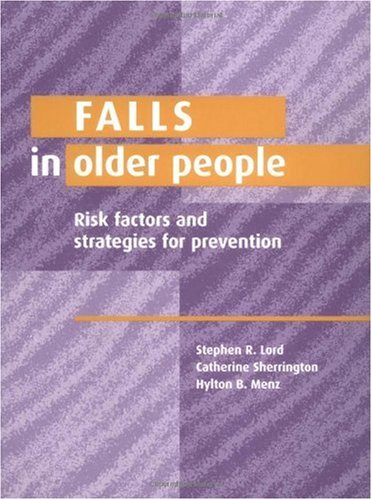 FALLS
in older people
Risk factors and
strategies for prevention
Stephen R. Lord
Catherine Sherrington
Hylton B. Menz